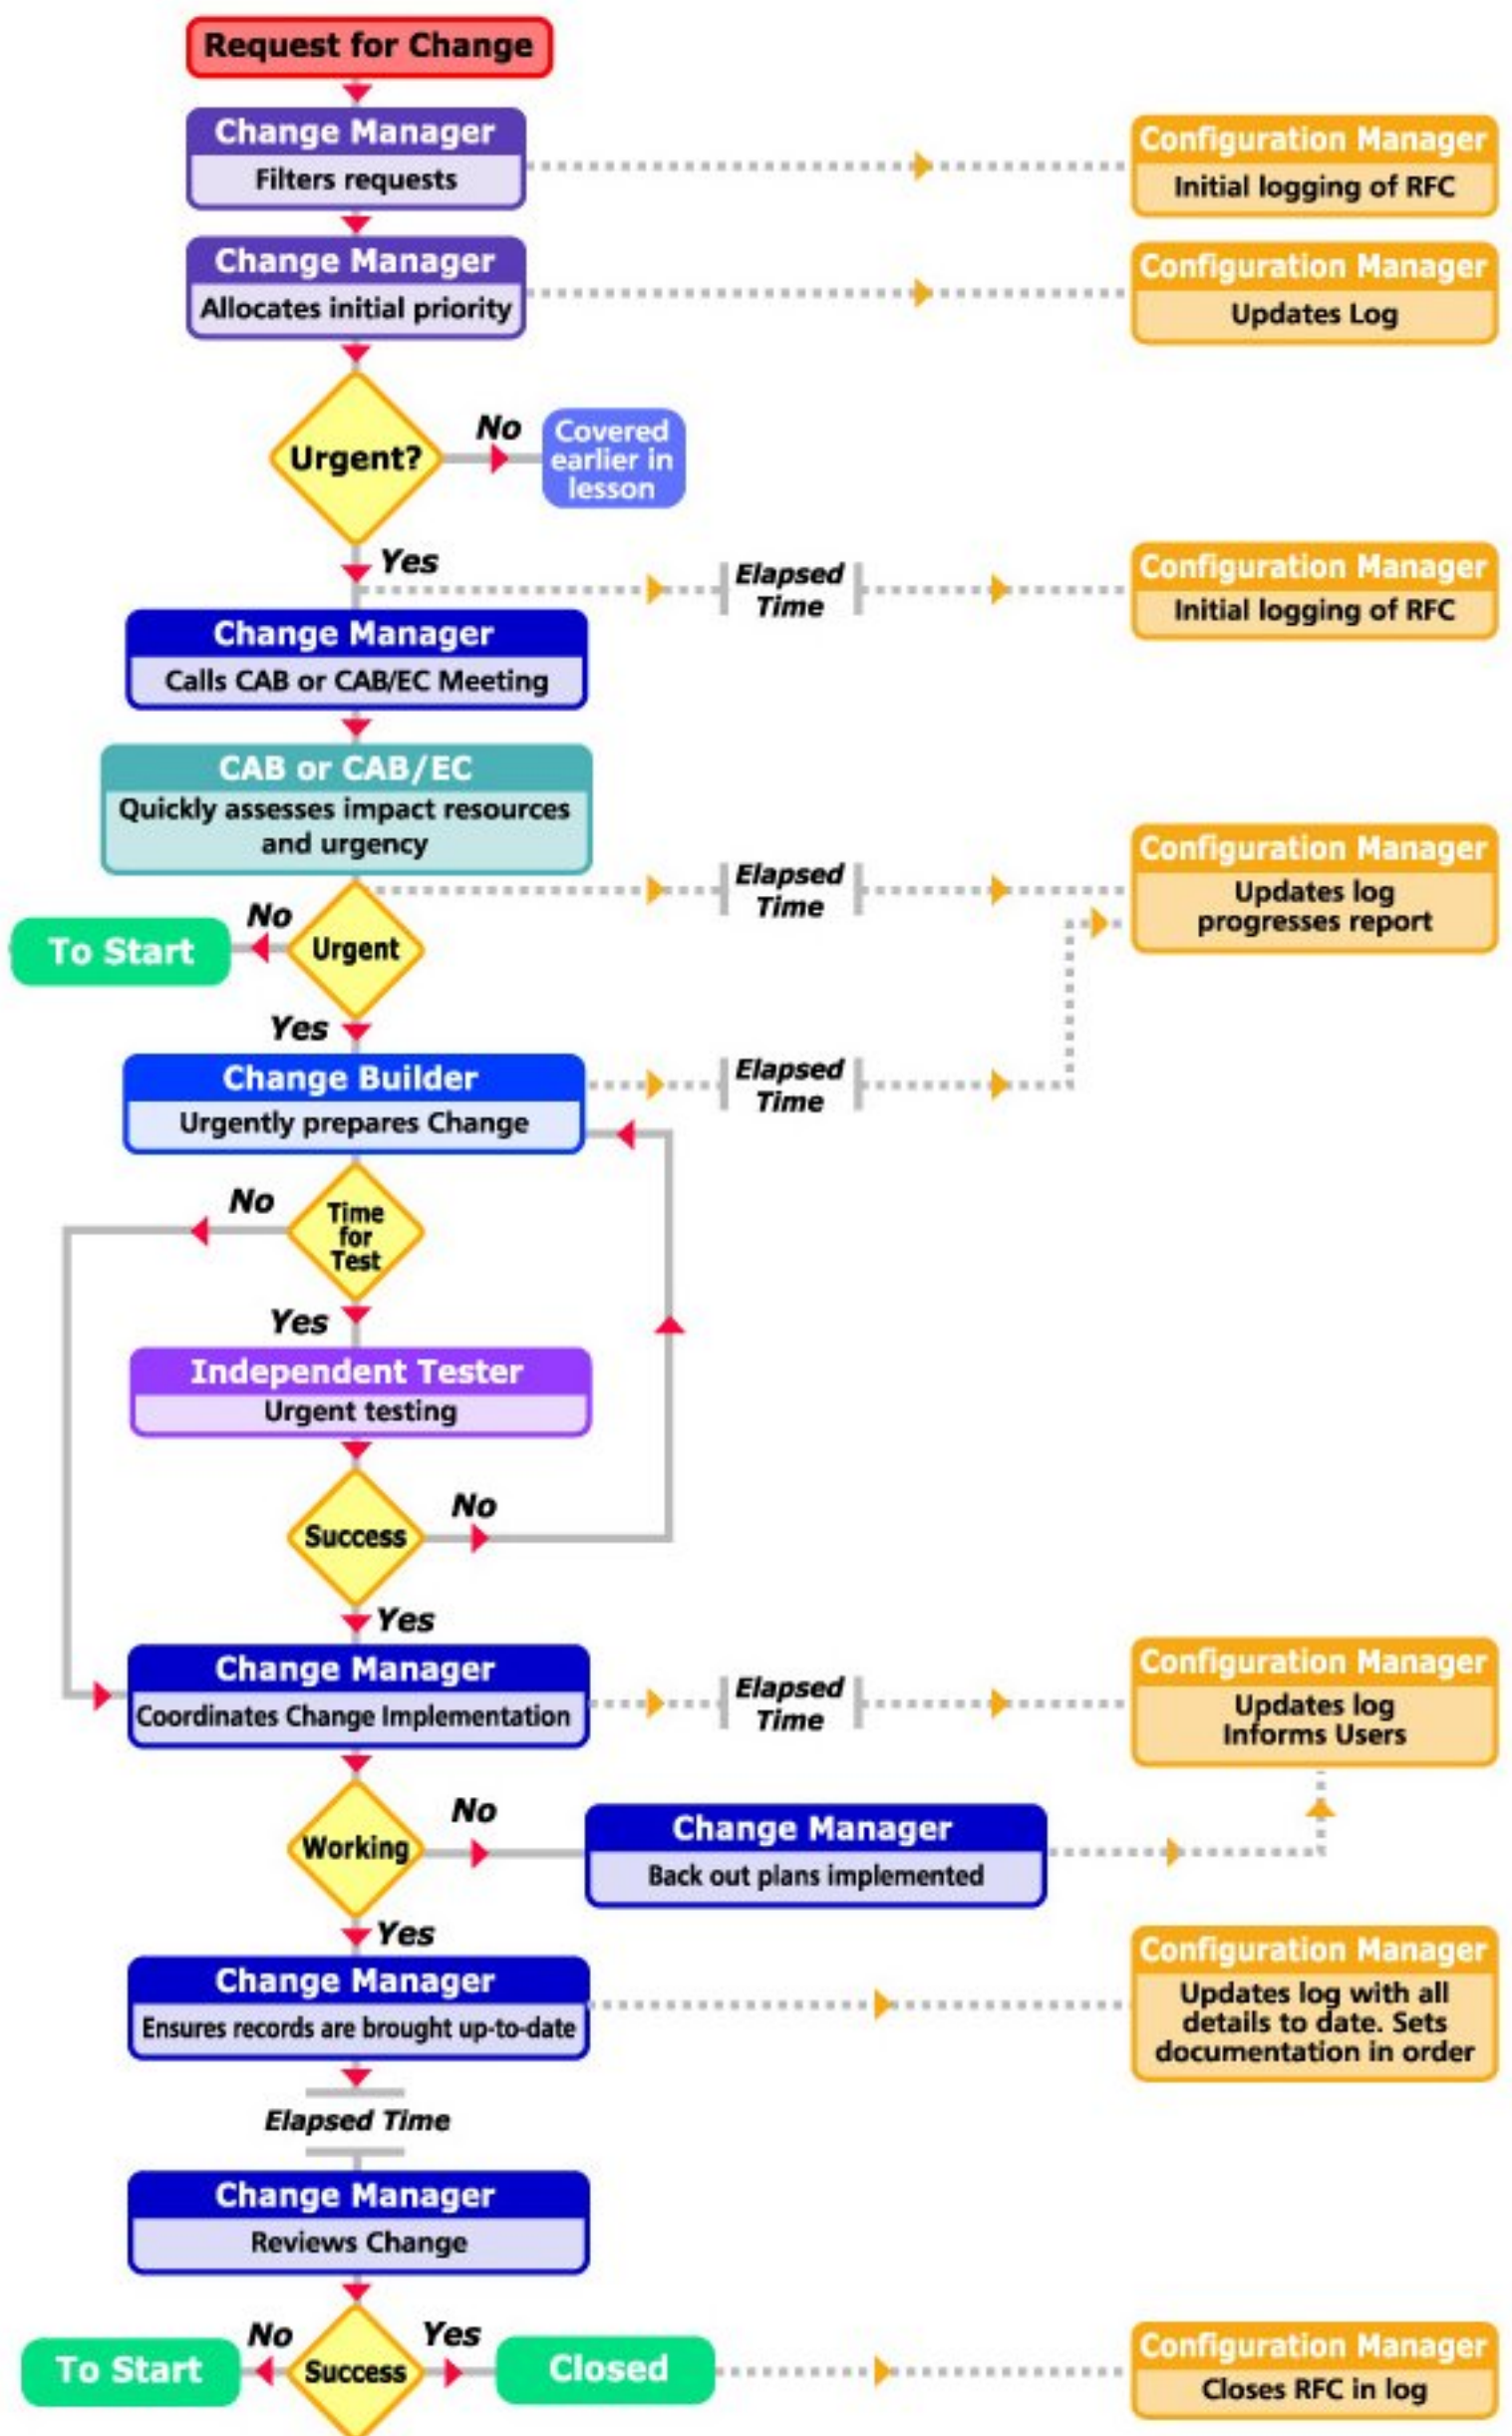 Request for Change
Change Manager
Filters requests
Configuration Manager
Initial logging of RFC
Change Manager
Allocates initial priority
Configuration Manager
Updates Log
Urgent?
No
Covered
earlier in
lesson
Yes
Elapsed
Time
Configuration Manager
Initial logging of RFC
Change Manager
Calls CAB or CAB/EC Meeting
CAB or CAB/EC
Quickly assesses impact resources
and urgency
Elapsed
Time
Configuration Manager
Updates log
progresses report
No
To Start
Urgent
Yes
Change Builder
Urgently prepares Change
Elapsed
Time
No
Time
for
Test
Yes
Independent Tester
Urgent testing
No
Success
Yes
Change Manager
Coordinates Change Implementation
Elapsed
Time
Configuration Manager
Updates log
Informs Users
No
Working
Change Manager
Back out plans implemented
Yes
Change Manager
Ensures records are brought up-to-date
Configuration Manager
Updates log with all
details to date. Sets
documentation in order
Elapsed Time
Change Manager
Reviews Change
No
Yes
To Start
Success
Closed
Configuration Manager
Closes RFC in log